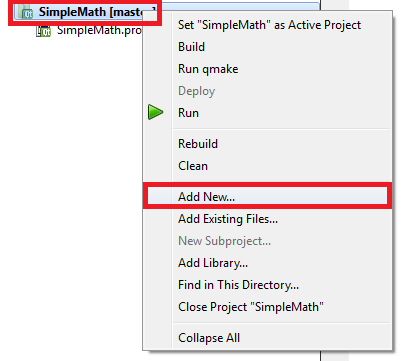 SimpleMath [maste
SimpleMath.pro
Set "SimpleMath" as Active Project
Build
Run qmake
Deploy
Run
Rebuild
Clean
Add New...
Add Existing Files...
New Subproject...
Add Library...
Find in This Directory...
Close Project "SimpleMath"
Collapse All